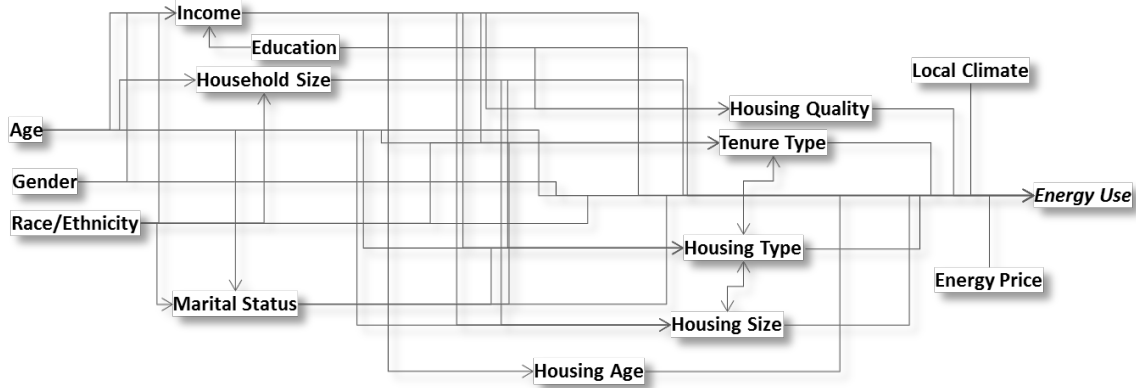 Income
Education
Household Size
Local Climate
Housing Quality
Age
Tenure Type
Gender
Energy Use
Race/Ethnicity
Housing Type
Energy Price
Marital Status
Housing Size
Housing Age